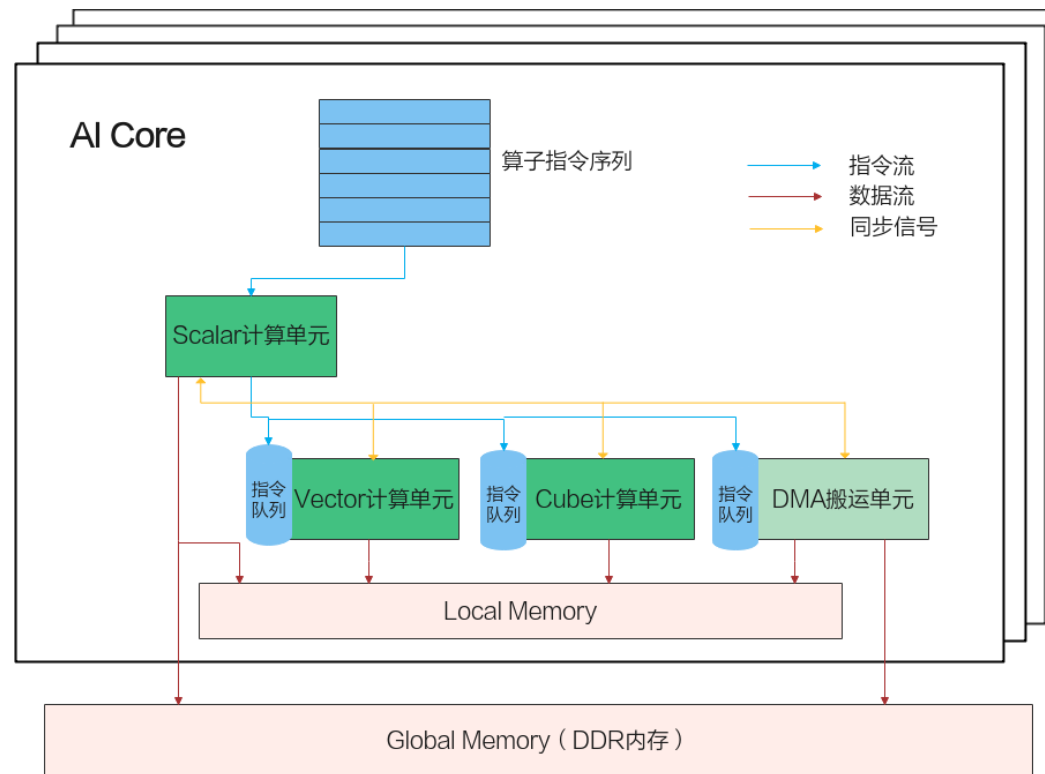 AI Core
算子指令序列
指令流
数据流
同步信号
Scalar计算单元
指令
队列
Vector计算单元
指令
队列
Cube计算单元
指令
队列
DMA搬运单元
Local Memory
Global Memory（DDR内存）